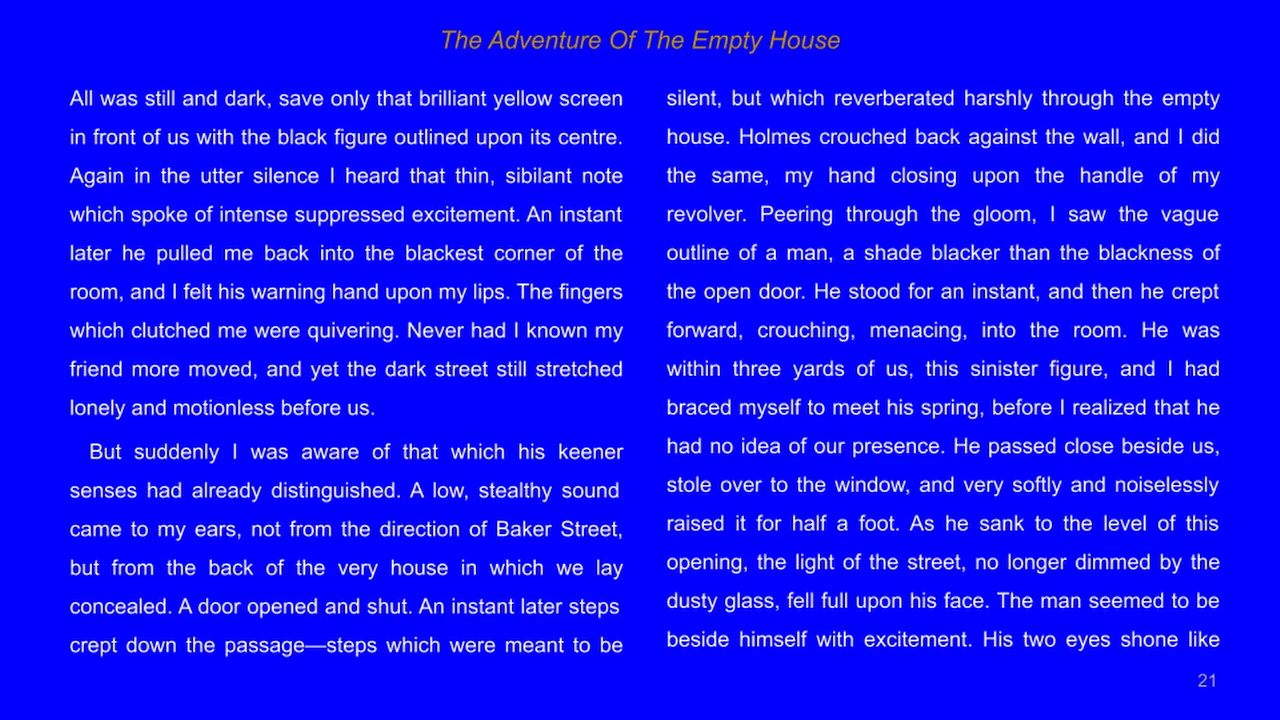 The Adventure Of The Empty House
All was still and dark, save only that brilliant yellow screen
in front of us with the black figure outlined upon its centre.
Again in the utter silence I heard that thin, sibilant note
which spoke of intense suppressed excitement. An instant
later he pulled me back into the blackest corner of the
room, and I felt his warning hand upon my lips. The fingers
which clutched me were quivering. Never had I known my
friend more moved, and yet the dark street still stretched
lonely and motionless before us.
But suddenly I was aware of that which his keener
senses had already distinguished. A low, stealthy sound
came to my ears, not from the direction of Baker Street,
but from the back of the very house in which we lay
concealed. A door opened and shut. An instant later steps
crept down the passage—steps which were meant to be
silent, but which reverberated harshly through the empty
house. Holmes crouched back against the wall, and I did
the same, my hand closing upon the handle of my
revolver. Peering through the gloom, I saw the vague
outline of a man, a shade blacker than the blackness of
the open door. He stood for an instant, and then he crept
forward, crouching, menacing, into the room. He was
within three yards of us, this sinister figure, and I had
braced myself to meet his spring, before I realized that he
had no idea of our presence. He passed close beside us,
stole over to the window, and very softly and noiselessly
raised it for half a foot. As he sank to the level of this
opening, the light of the street, no longer dimmed by the
dusty glass, fell full upon his face. The man seemed to be
beside himself with excitement. His two eyes shone like
21